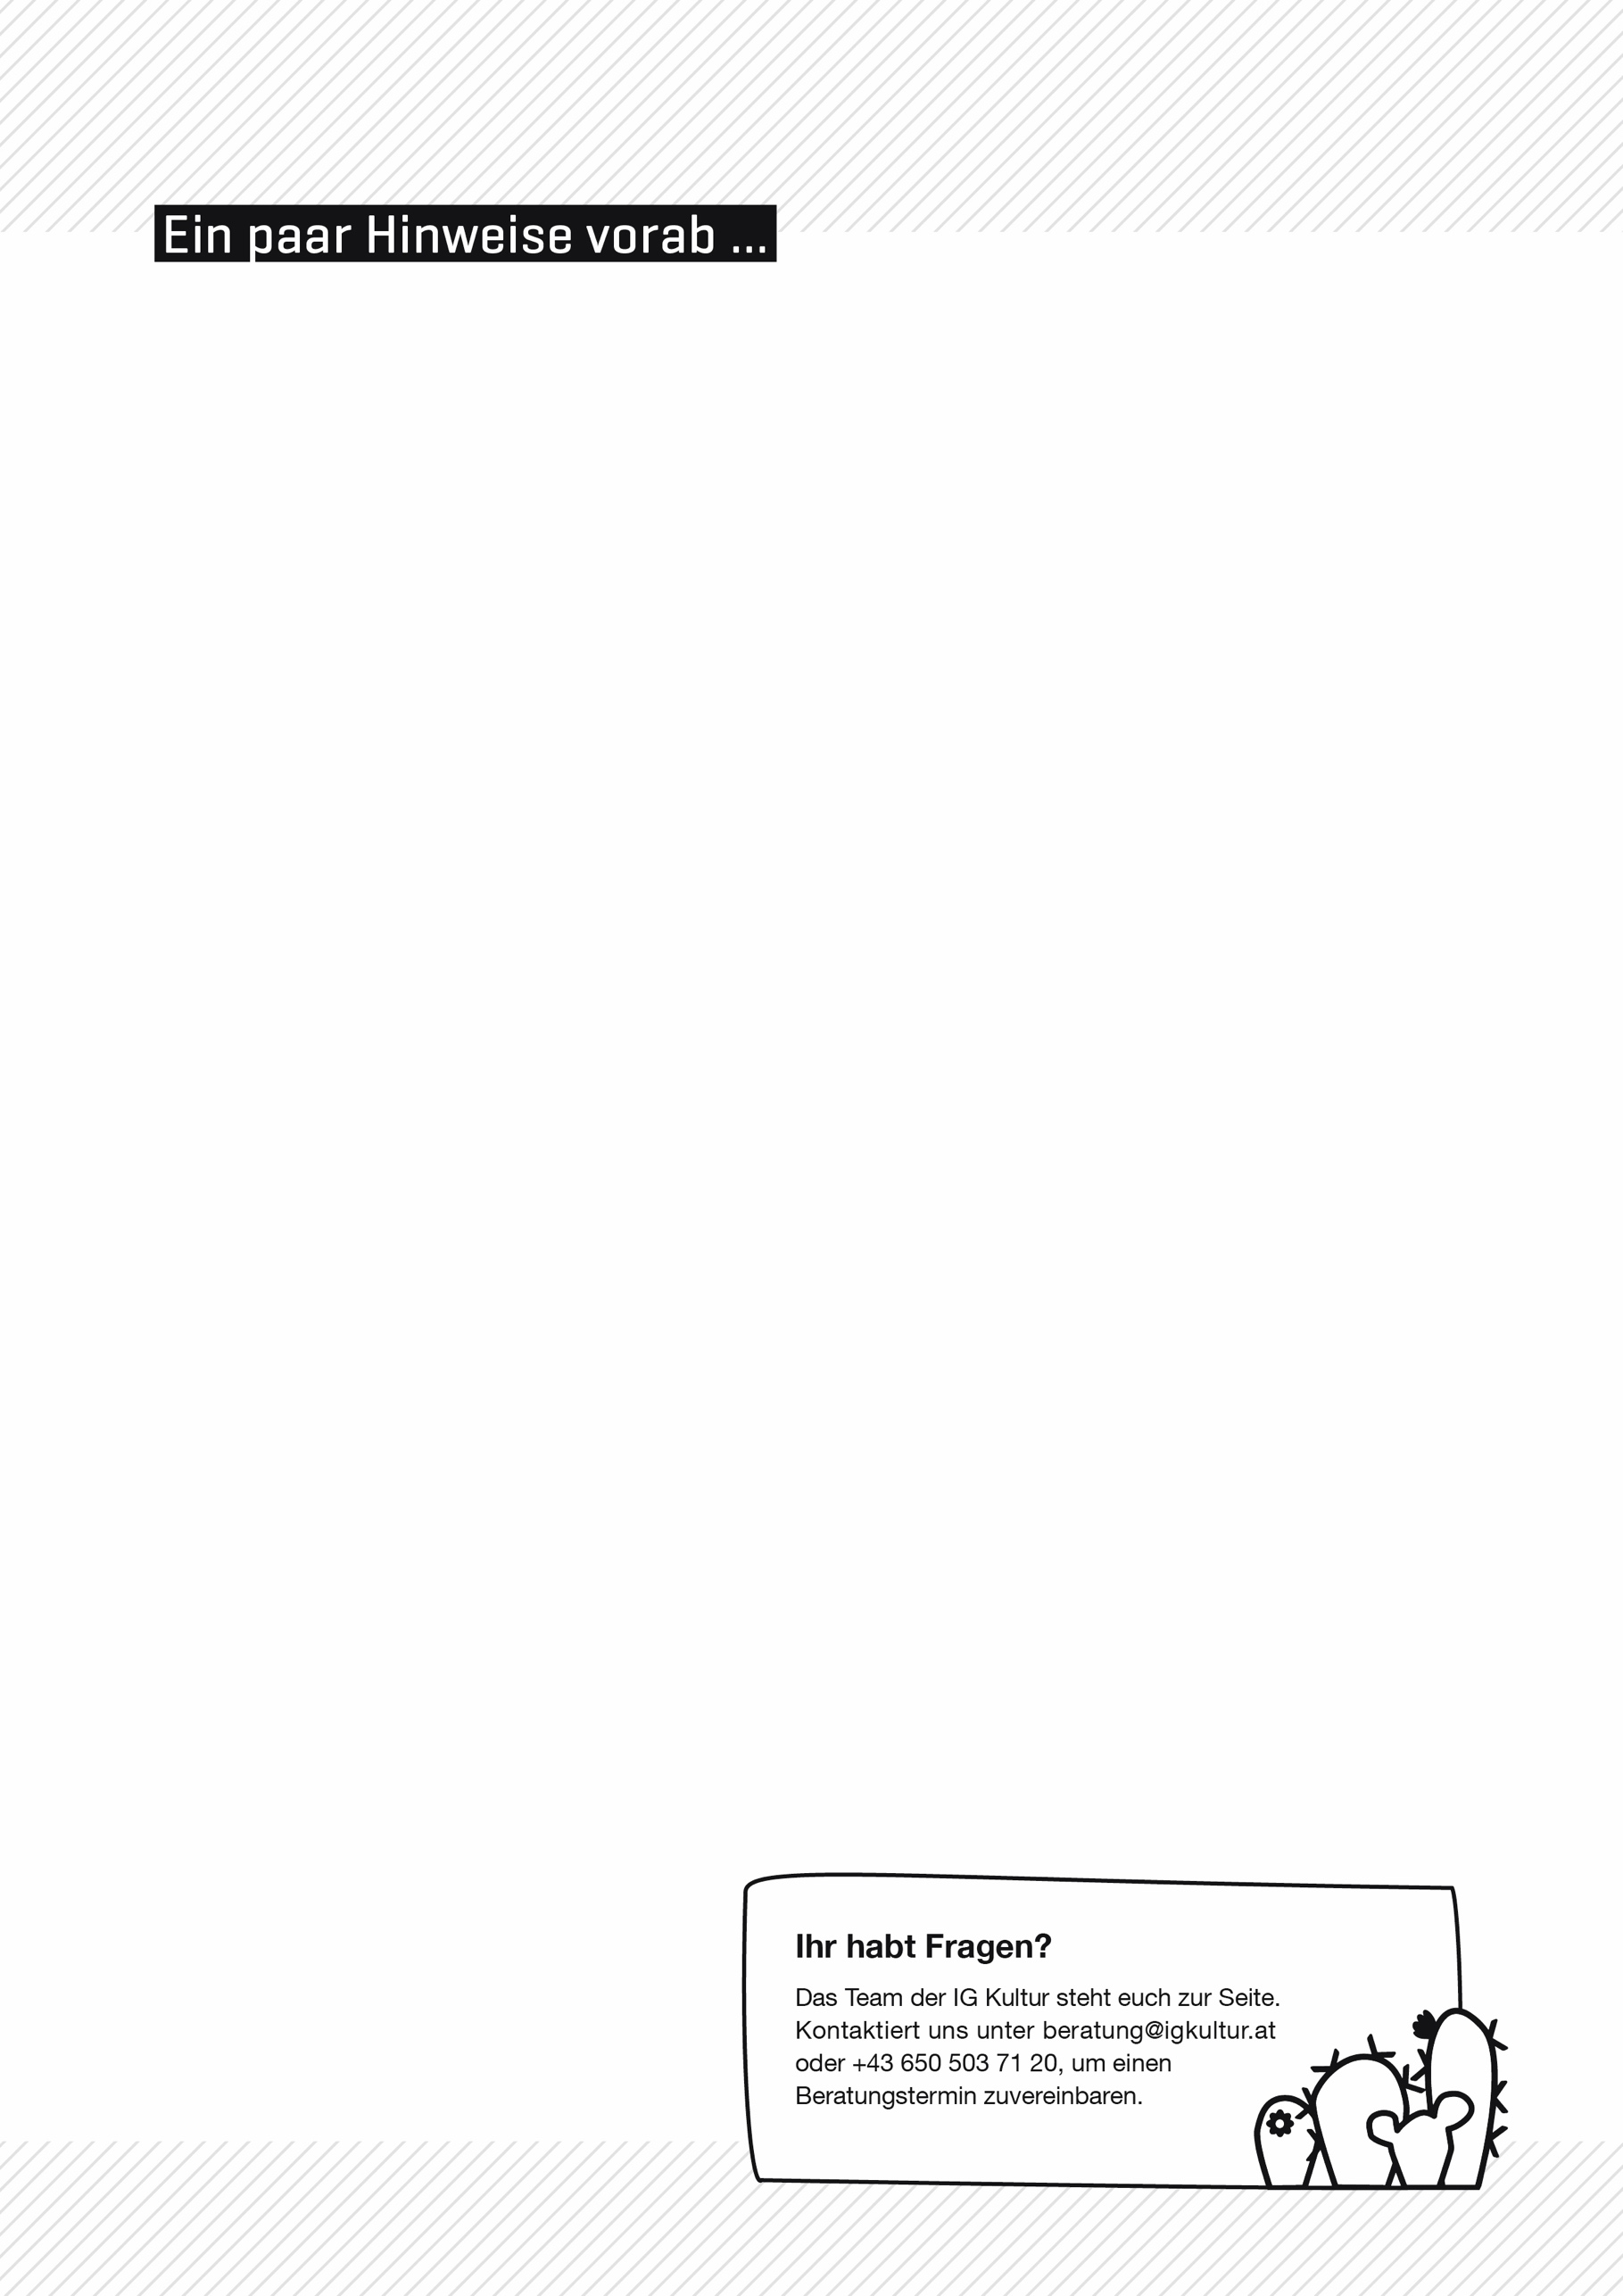 Ein paar Hinweise vorab ...
Ihr habt Fragen?
Das Team der IG Kultur steht euch zur Seite.
Kontaktiert uns unter beratung@igkultur.at
oder +43 650 503 71 20, um einen
Beratungstermin zuvereinbaren.